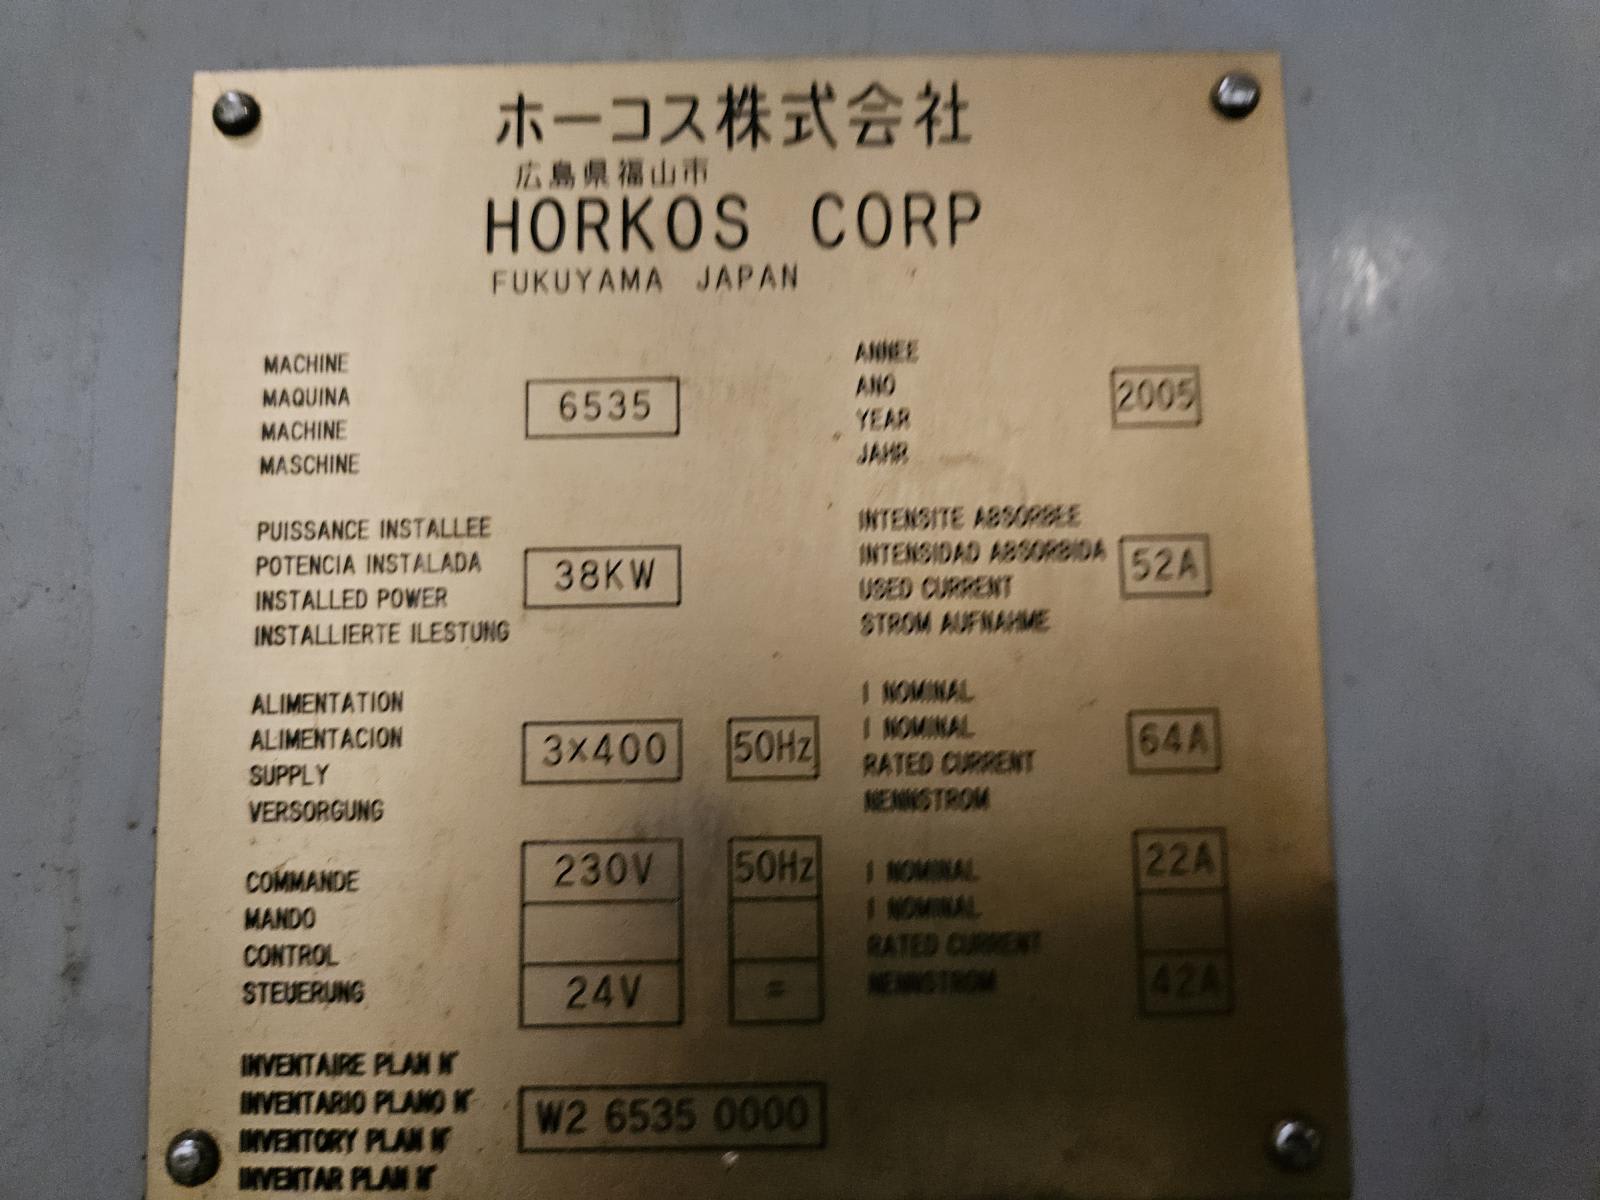 ホーコス株式会社
広島県福山市
HORKOS CORP
FUKUYAMA JAPAN
MACHINE
MAQUINA
MACHINE
MASCHINE
6535
ANNEE
ANO
YEAR
JAHR
2005
PUISSANCE INSTALLEE
POTENCIA INSTALADA
INSTALLED POWER
INSTALLIERTE ILESTUNG
38KW
INTENSITE ABSORBEE
INTENSIDAD ABSORBIDA
USED CURRENT
STROM AUFNAHME
52A
ALIMENTATION
ALIMENTACION
SUPPLY
VERSORGUNG
3×400 50Hz
I NOMINAL
I NOMINAL
RATED CURRENT
NENNSTROM
64A
COMMANDE
MANDO
CONTROL
STEUERUNG
230V 50Hz
24V =
I NOMINAL
I NOMINAL
RATED CURRENT
NENNSTROM
22A
42A
INVENTAIRE PLAN N°
INVENTARIO PLANO N°
INVENTORY PLAN N°
INVENTAR PLAN N°
W2 6535 0000